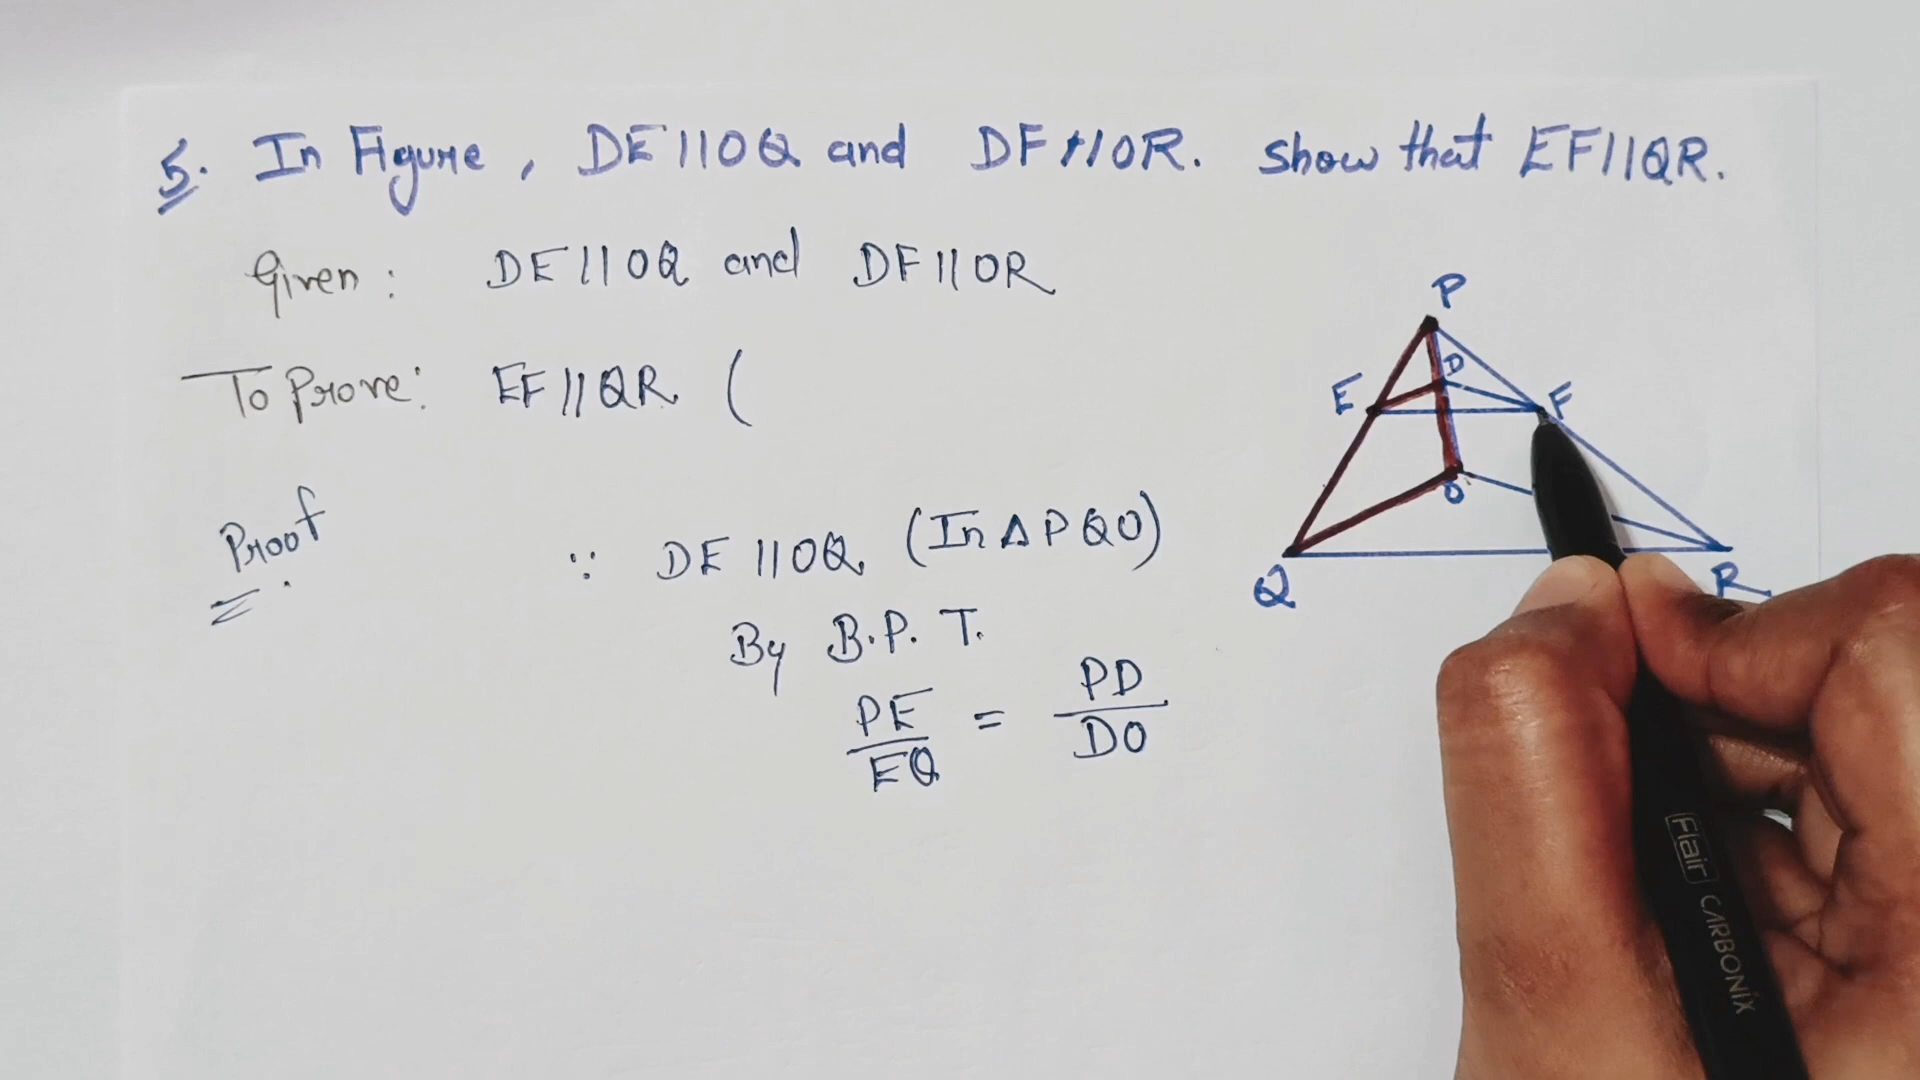 5. In Figure, DE||OQ and DF||OR. Show that EF||QR.
Given: DE||OQ and DF||OR
To Prove: EF||QR (
Proof ∵ DE||OQ (In Δ PQO)
By B.P.T.
PE/EQ = PD/DO
P
D
E
F
O
Q
R
Flair CARBONIX